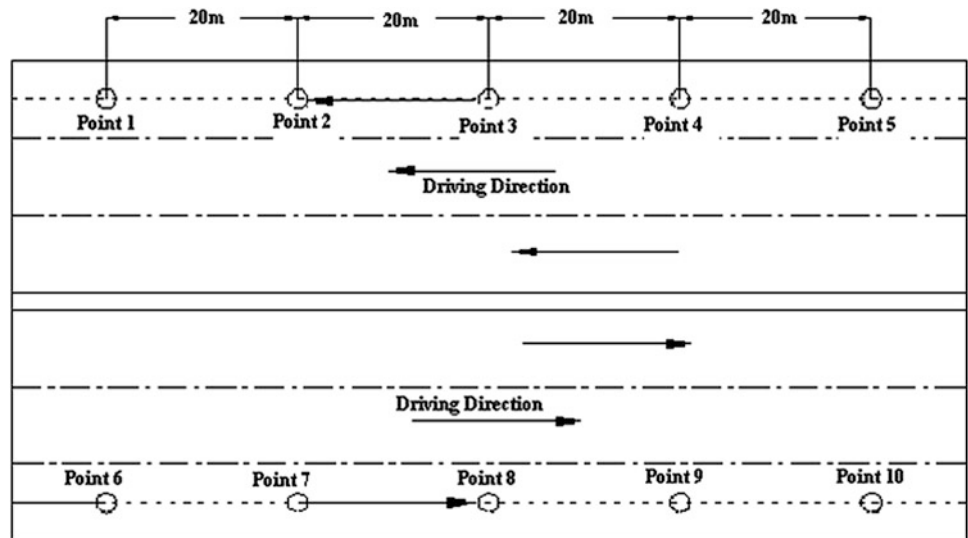 20m 20m 20m 20m
Point 1 Point 2 Point 3 Point 4 Point 5
Driving Direction
Driving Direction
Point 6 Point 7 Point 8 Point 9 Point 10